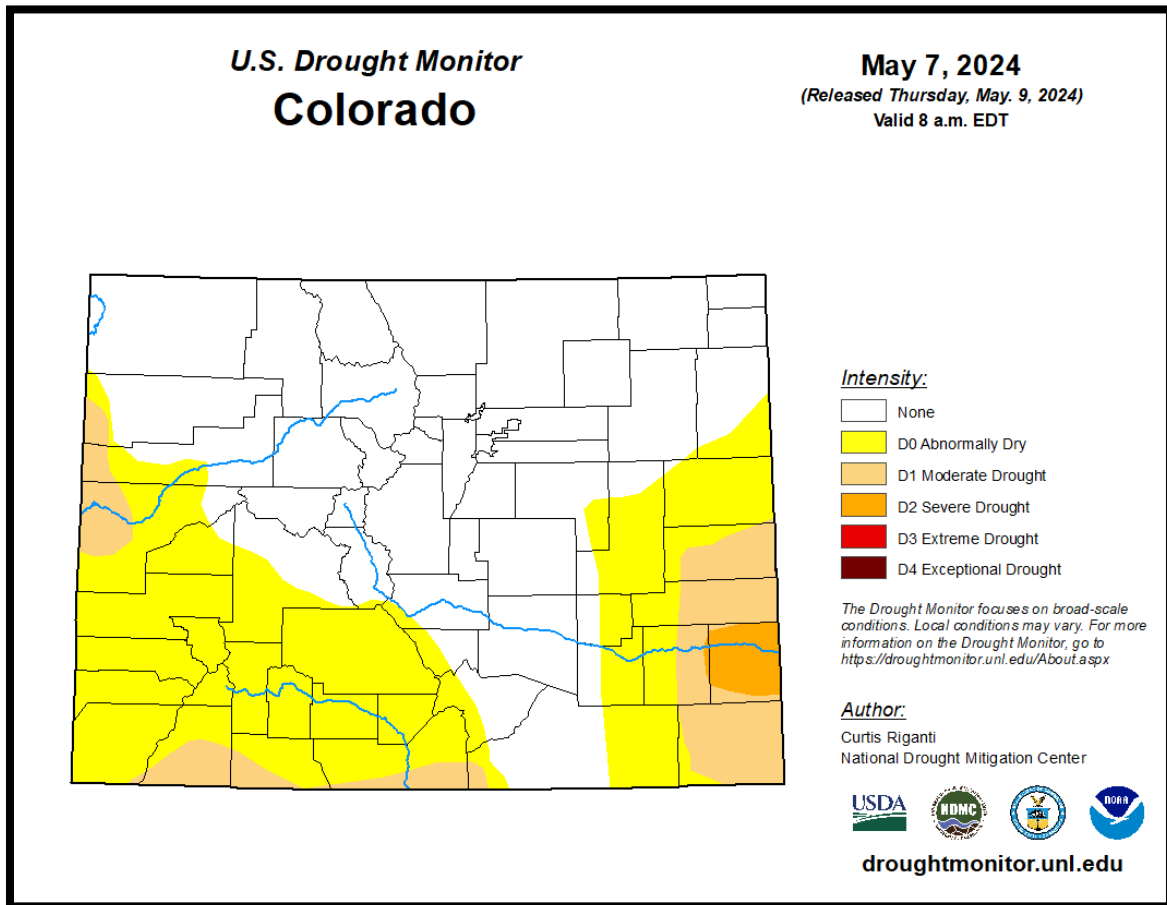 U.S. Drought Monitor
Colorado
May 7, 2024
(Released Thursday, May. 9, 2024)
Valid 8 a.m. EDT
Intensity:
None
D0 Abnormally Dry
D1 Moderate Drought
D2 Severe Drought
D3 Extreme Drought
D4 Exceptional Drought
The Drought Monitor focuses on broad-scale
conditions. Local conditions may vary. For more
information on the Drought Monitor, go to
https://droughtmonitor.unl.edu/About.aspx
Author:
Curtis Riganti
National Drought Mitigation Center
USDA
NDMC
NOAA
droughtmonitor.unl.edu